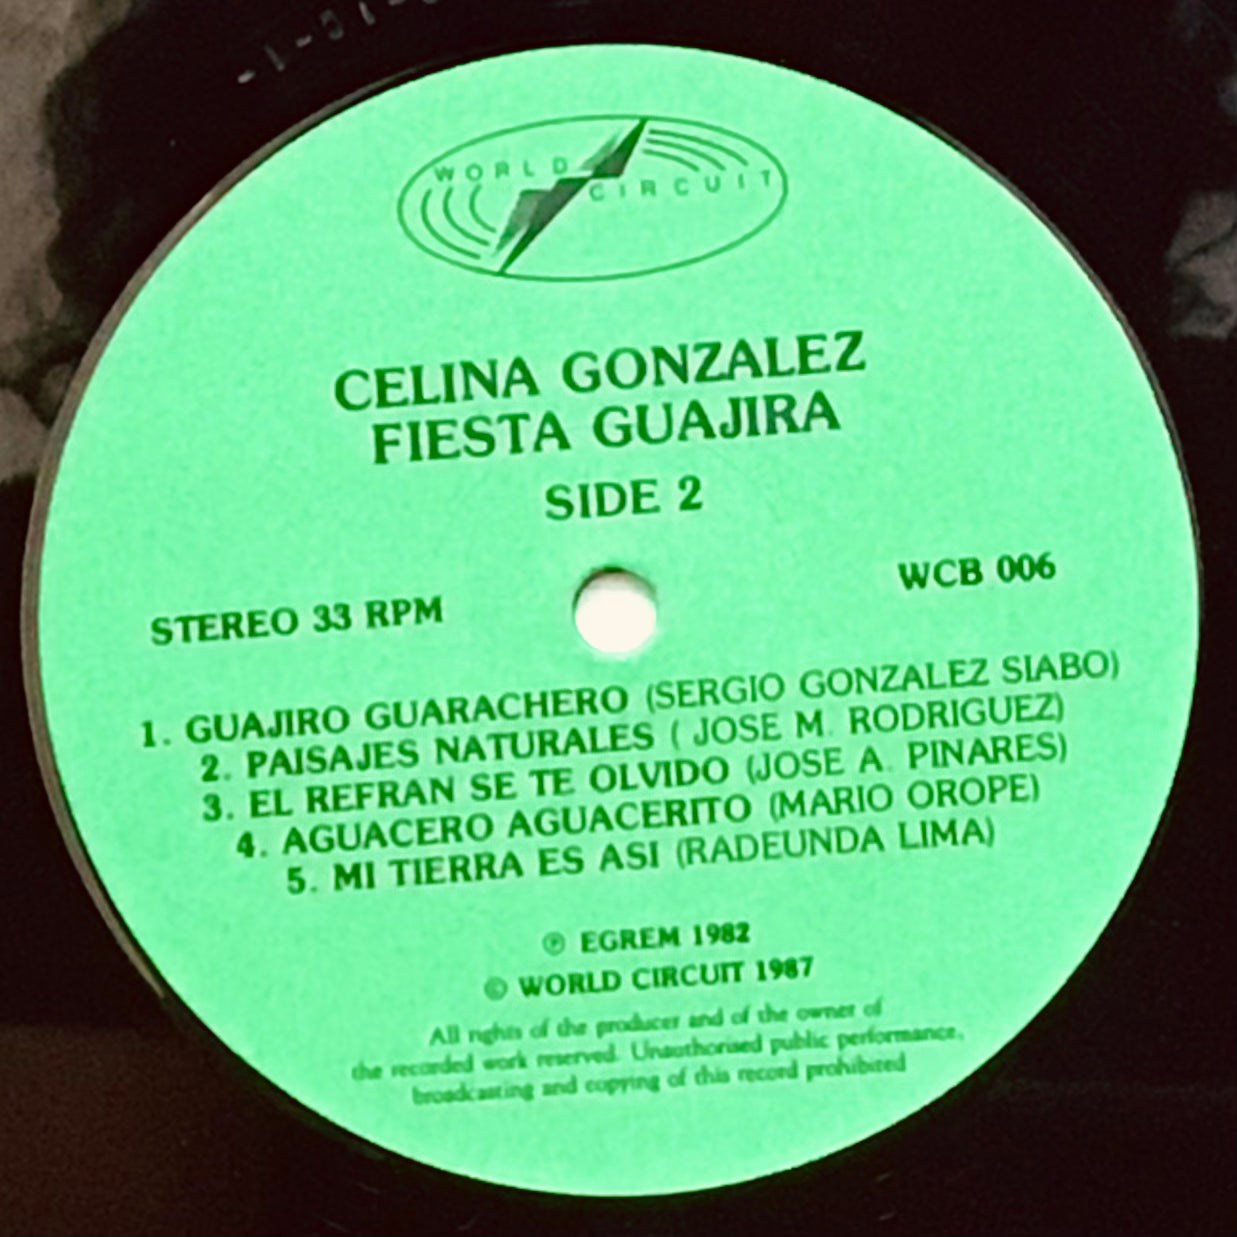 WORLD CIRCUIT
CELINA GONZALEZ
FIESTA GUAJIRA
SIDE 2
STEREO 33 RPM
WCB 006
1. GUAJIRO GUARACHERO (SERGIO GONZALEZ SIABO)
2. PAISAJES NATURALES ( JOSE M. RODRIGUEZ)
3. EL REFRAN SE TE OLVIDO (JOSE A. PINARES)
4. AGUACERO AGUACERITO (MARIO OROPE)
5. MI TIERRA ES ASI (RADEUNDA LIMA)
℗ EGREM 1982
© WORLD CIRCUIT 1987
All rights of the producer and of the owner of
the recorded work reserved. Unauthorised public performance,
broadcasting and copying of this record prohibited